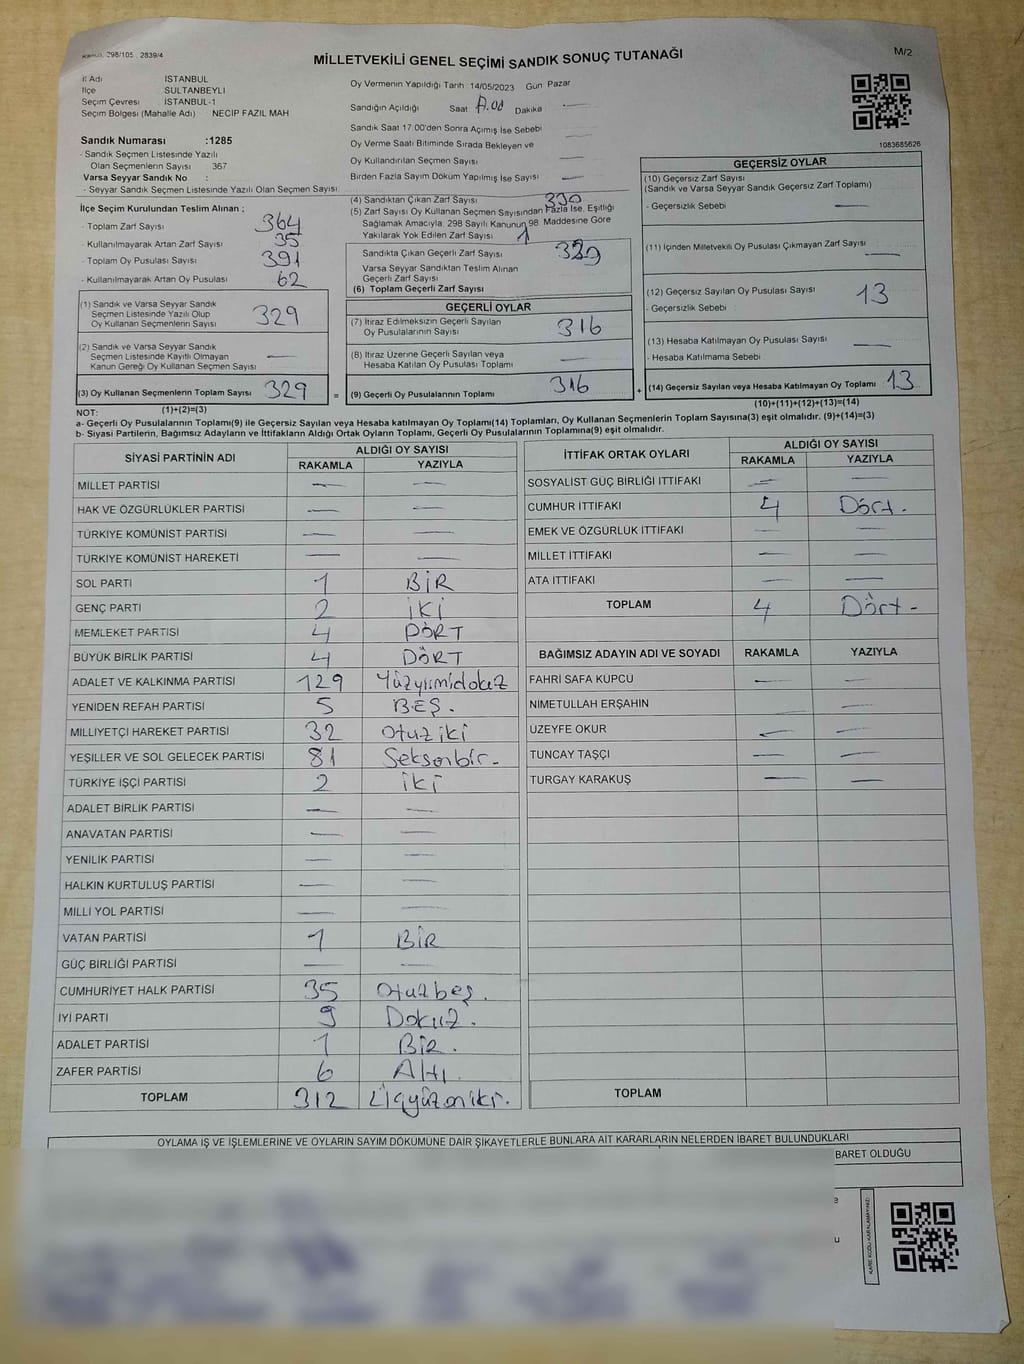 Kanun. 298/105 2839/4
MİLLETVEKİLİ GENEL SEÇİMİ SANDIK SONUÇ TUTANAĞI
M/2
İl Adı İSTANBUL
İlçe SULTANBEYLİ
Seçim Çevresi İSTANBUL-1
Seçim Bölgesi (Mahalle Adı) NECİP FAZIL MAH
Sandık Numarası :1285
- Sandık Seçmen Listesinde Yazılı
Olan Seçmenlerin Sayısı : 367
Varsa Seyyar Sandık No :
- Seyyar Sandık Seçmen Listesinde Yazılı Olan Seçmen Sayısı
Oy Vermenin Yapıldığı Tarih 14/05/2023 Gün Pazar
Sandığın Açıldığı Saat Dakika —
Sandık Saat 17.00'den Sonra Açılmış İse Sebebi —
Oy Verme Saati Bitiminde Sırada Bekleyen ve
Oy Kullandırılan Seçmen Sayısı —
Birden Fazla Sayım Döküm Yapılmış İse Sayısı —
1083685626
İlçe Seçim Kurulundan Teslim Alınan ;
- Toplam Zarf Sayısı 364
- Kullanılmayarak Artan Zarf Sayısı 35
- Toplam Oy Pusulası Sayısı 391
- Kullanılmayarak Artan Oy Pusulası 62
(1) Sandık ve Varsa Seyyar Sandık
Seçmen Listesinde Yazılı Olup
Oy Kullanan Seçmenlerin Sayısı 329
(2) Sandık ve Varsa Seyyar Sandık
Seçmen Listesinde Kayıtlı Olmayan
Kanun Gereği Oy Kullanan Seçmen Sayısı —
(3) Oy Kullanan Seçmenlerin Toplam Sayısı 329
(1)+(2)=(3)
(4) Sandıktan Çıkan Zarf Sayısı 330
(5) Zarf Sayısı Oy Kullanan Seçmen Sayısından Fazla İse, Eşitliği
Sağlamak Amacıyla, 298 Sayılı Kanunun 98. Maddesine Göre
Yakılarak Yok Edilen Zarf Sayısı 1
Sandıkta Çıkan Geçerli Zarf Sayısı 329
Varsa Seyyar Sandıktan Teslim Alınan
Geçerli Zarf Sayısı
(6) Toplam Geçerli Zarf Sayısı
GEÇERLİ OYLAR
(7) İtiraz Edilmeksizin Geçerli Sayılan
Oy Pusulalarının Sayısı 316
(8) İtiraz Üzerine Geçerli Sayılan veya
Hesaba Katılan Oy Pusulası Toplamı —
= (9) Geçerli Oy Pusulalarının Toplamı 316
GEÇERSİZ OYLAR
(10) Geçersiz Zarf Sayısı
(Sandık ve Varsa Seyyar Sandık Geçersiz Zarf Toplamı)
- Geçersizlik Sebebi —
(11) İçinden Milletvekili Oy Pusulası Çıkmayan Zarf Sayısı —
(12) Geçersiz Sayılan Oy Pusulası Sayısı 13
- Geçersizlik Sebebi
(13) Hesaba Katılmayan Oy Pusulası Sayısı —
- Hesaba Katılmama Sebebi
+ (14) Geçersiz Sayılan veya Hesaba Katılmayan Oy Toplamı 13
(10)+(11)+(12)+(13)=(14)
NOT:
a- Geçerli Oy Pusulalarının Toplamı(9) ile Geçersiz Sayılan veya Hesaba katılmayan Oy Toplamı(14) Toplamları, Oy Kullanan Seçmenlerin Toplam Sayısına(3) eşit olmalıdır. (9)+(14)=(3)
b- Siyasi Partilerin, Bağımsız Adayların ve İttifakların Aldığı Ortak Oyların Toplamı, Geçerli Oy Pusulalarının Toplamına(9) eşit olmalıdır.
SİYASİ PARTİNİN ADI ALDIĞI OY SAYISI
RAKAMLA YAZIYLA
MİLLET PARTİSİ — —
HAK VE ÖZGÜRLÜKLER PARTİSİ — —
TÜRKİYE KOMÜNİST PARTİSİ — —
TÜRKİYE KOMÜNİST HAREKETİ — —
SOL PARTİ 1 BİR
GENÇ PARTİ 2 İKİ
MEMLEKET PARTİSİ 4 DÖRT
BÜYÜK BİRLİK PARTİSİ 4 DÖRT
ADALET VE KALKINMA PARTİSİ 129 Yüzyirmidokuz
YENİDEN REFAH PARTİSİ 5 BEŞ.
MİLLİYETÇİ HAREKET PARTİSİ 32 Otuziki
YEŞİLLER VE SOL GELECEK PARTİSİ 81 Seksenbir-
TÜRKİYE İŞÇİ PARTİSİ 2 iki
ADALET BİRLİK PARTİSİ — —
ANAVATAN PARTİSİ — —
YENİLİK PARTİSİ — —
HALKIN KURTULUŞ PARTİSİ — —
MİLLİ YOL PARTİSİ — —
VATAN PARTİSİ 1 BİR
GÜÇ BİRLİĞİ PARTİSİ — —
CUMHURİYET HALK PARTİSİ 35 Otuzbeş.
İYİ PARTİ 9 Dokuz.
ADALET PARTİSİ 1 Bir.
ZAFER PARTİSİ 6 Altı.
TOPLAM 312 Üçyüzoniki.
İTTİFAK ORTAK OYLARI ALDIĞI OY SAYISI
RAKAMLA YAZIYLA
SOSYALİST GÜÇ BİRLİĞİ İTTİFAKI — —
CUMHUR İTTİFAKI 4 Dört.
EMEK VE ÖZGÜRLÜK İTTİFAKI — —
MİLLET İTTİFAKI — —
ATA İTTİFAKI — —
TOPLAM 4 Dört-
BAĞIMSIZ ADAYIN ADI VE SOYADI RAKAMLA YAZIYLA
FAHRİ SAFA KÜPCÜ — —
NİMETULLAH ERŞAHİN — —
ÜZEYFE OKUR — —
TUNCAY TAŞÇI — —
TURGAY KARAKUŞ — —
TOPLAM
OYLAMA İŞ VE İŞLEMLERİNE VE OYLARIN SAYIM DÖKÜMÜNE DAİR ŞİKAYETLERLE BUNLARA AİT KARARLARIN NELERDEN İBARET BULUNDUKLARI
BARET OLDUĞU
KARE KODU KARALAMAYINIZ!